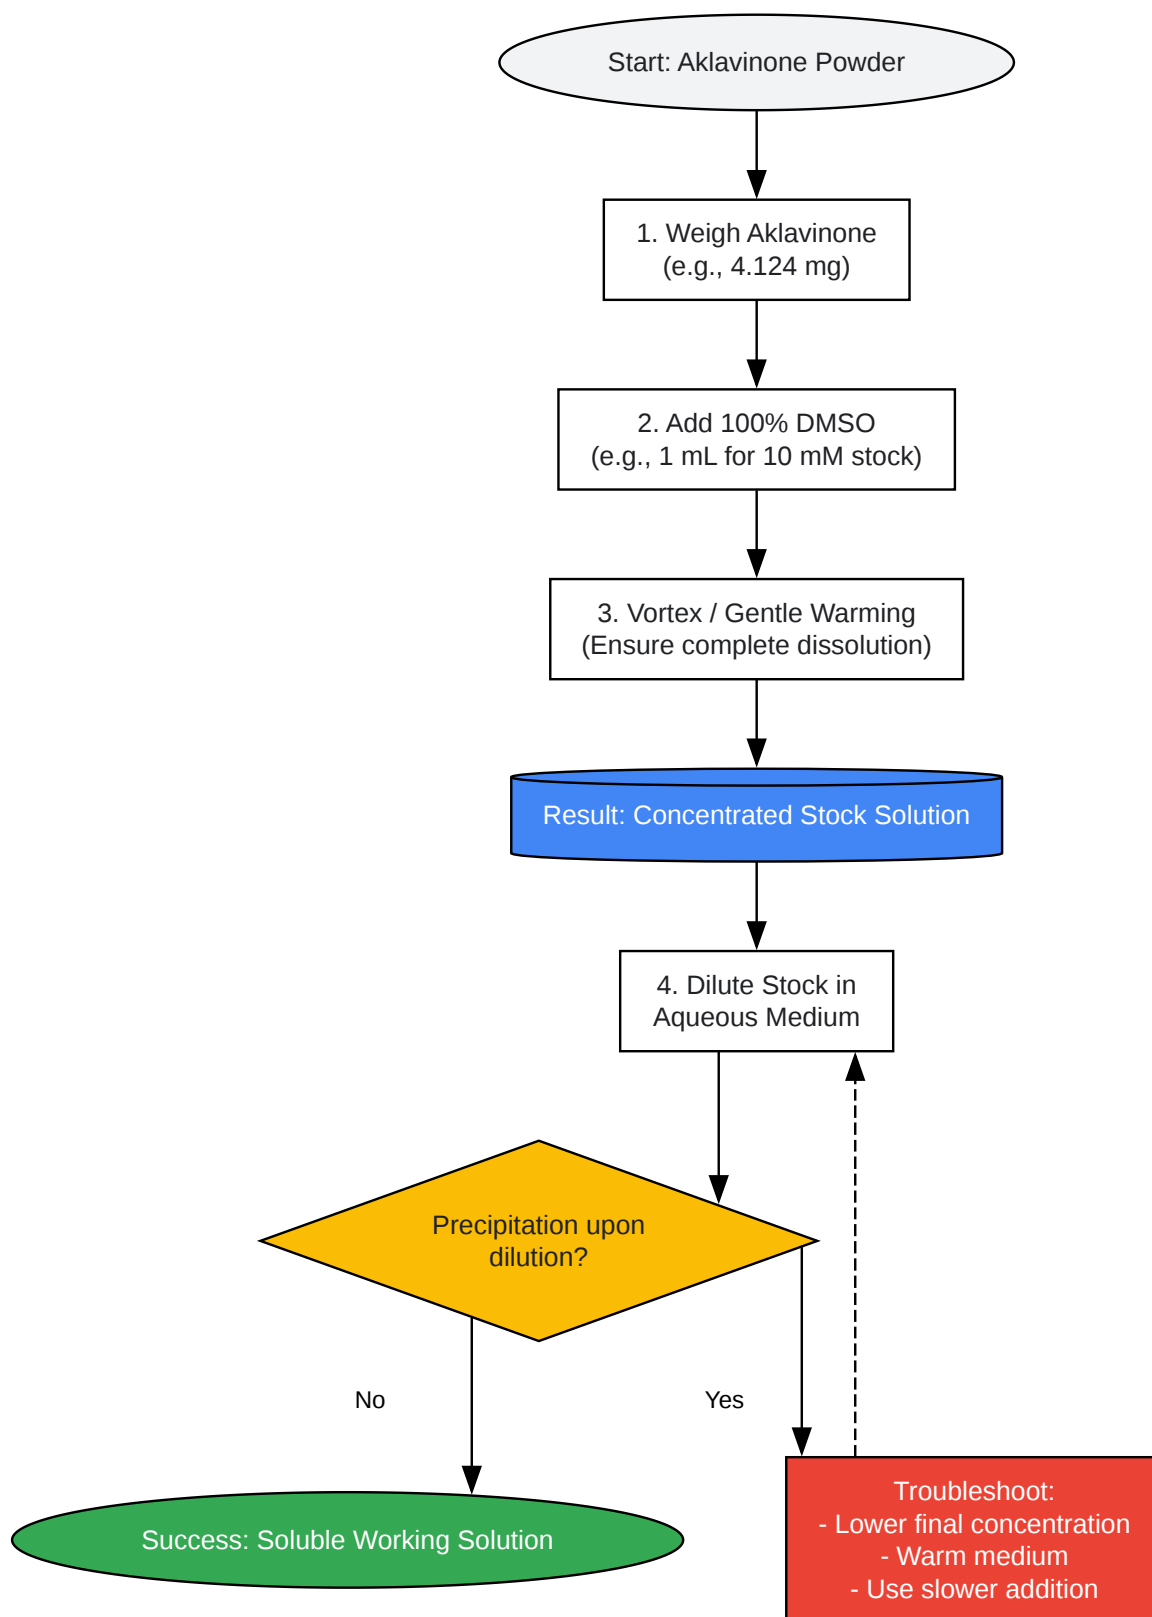 Start: Aklavinone Powder
1. Weigh Aklavinone
(e.g., 4.124 mg)
2. Add 100% DMSO
(e.g., 1 mL for 10 mM stock)
3. Vortex / Gentle Warming
(Ensure complete dissolution)
Result: Concentrated Stock Solution
4. Dilute Stock in
Aqueous Medium
Precipitation upon
dilution?
No
Yes
Success: Soluble Working Solution
Troubleshoot:
- Lower final concentration
- Warm medium
- Use slower addition